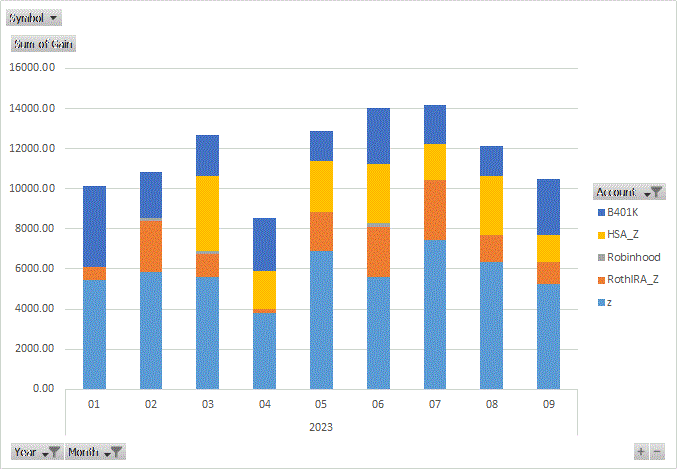 Symbol
Sum of Gain
16000.00
14000.00
12000.00
10000.00
8000.00
6000.00
4000.00
2000.00
0.00
01 02 03 04 05 06 07 08 09
2023
Account
B401K
HSA_Z
Robinhood
RothIRA_Z
z
Year Month
+ −